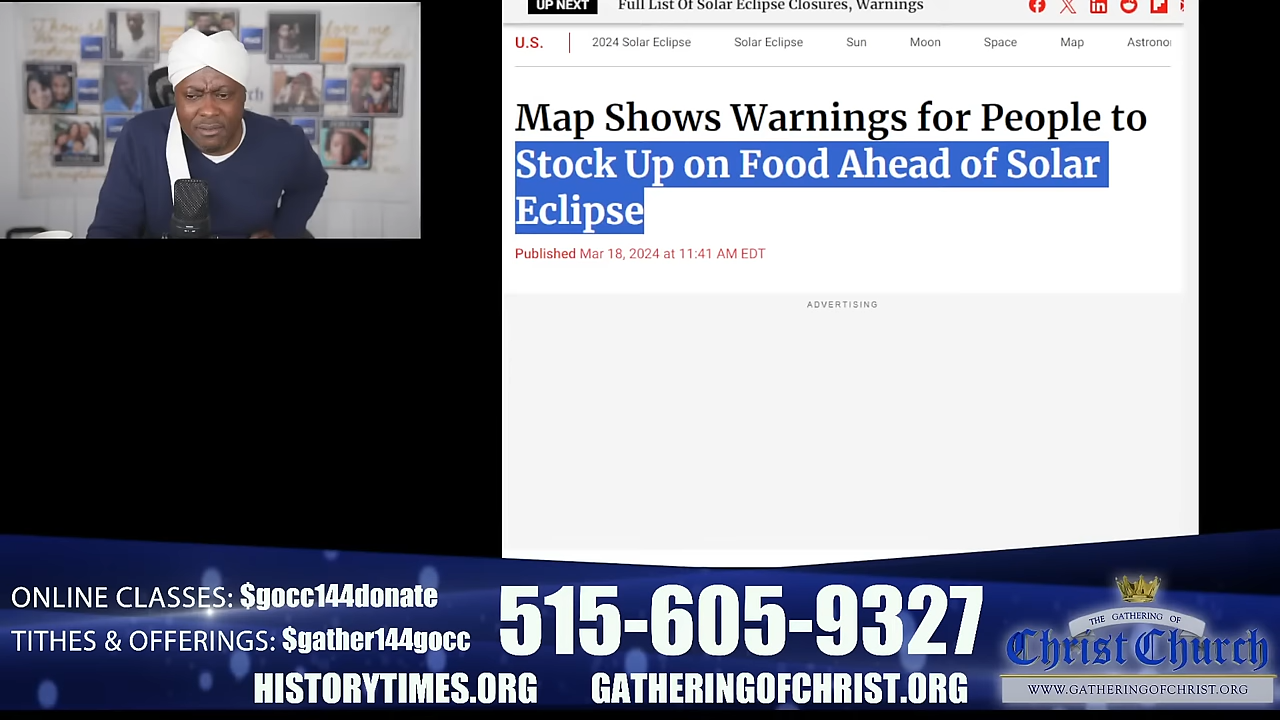 UP NEXT Full List Of Solar Eclipse Closures, Warnings
U.S. 2024 Solar Eclipse Solar Eclipse Sun Moon Space Map Astrono
Map Shows Warnings for People to
Stock Up on Food Ahead of Solar
Eclipse
Published Mar 18, 2024 at 11:41 AM EDT
ADVERTISING
ONLINE CLASSES: $gocc144donate
TITHES & OFFERINGS: $gather144gocc
515-605-9327
HISTORYTIMES.ORG GATHERINGOFCHRIST.ORG
THE GATHERING OF
Christ Church
WWW.GATHERINGOFCHRIST.ORG